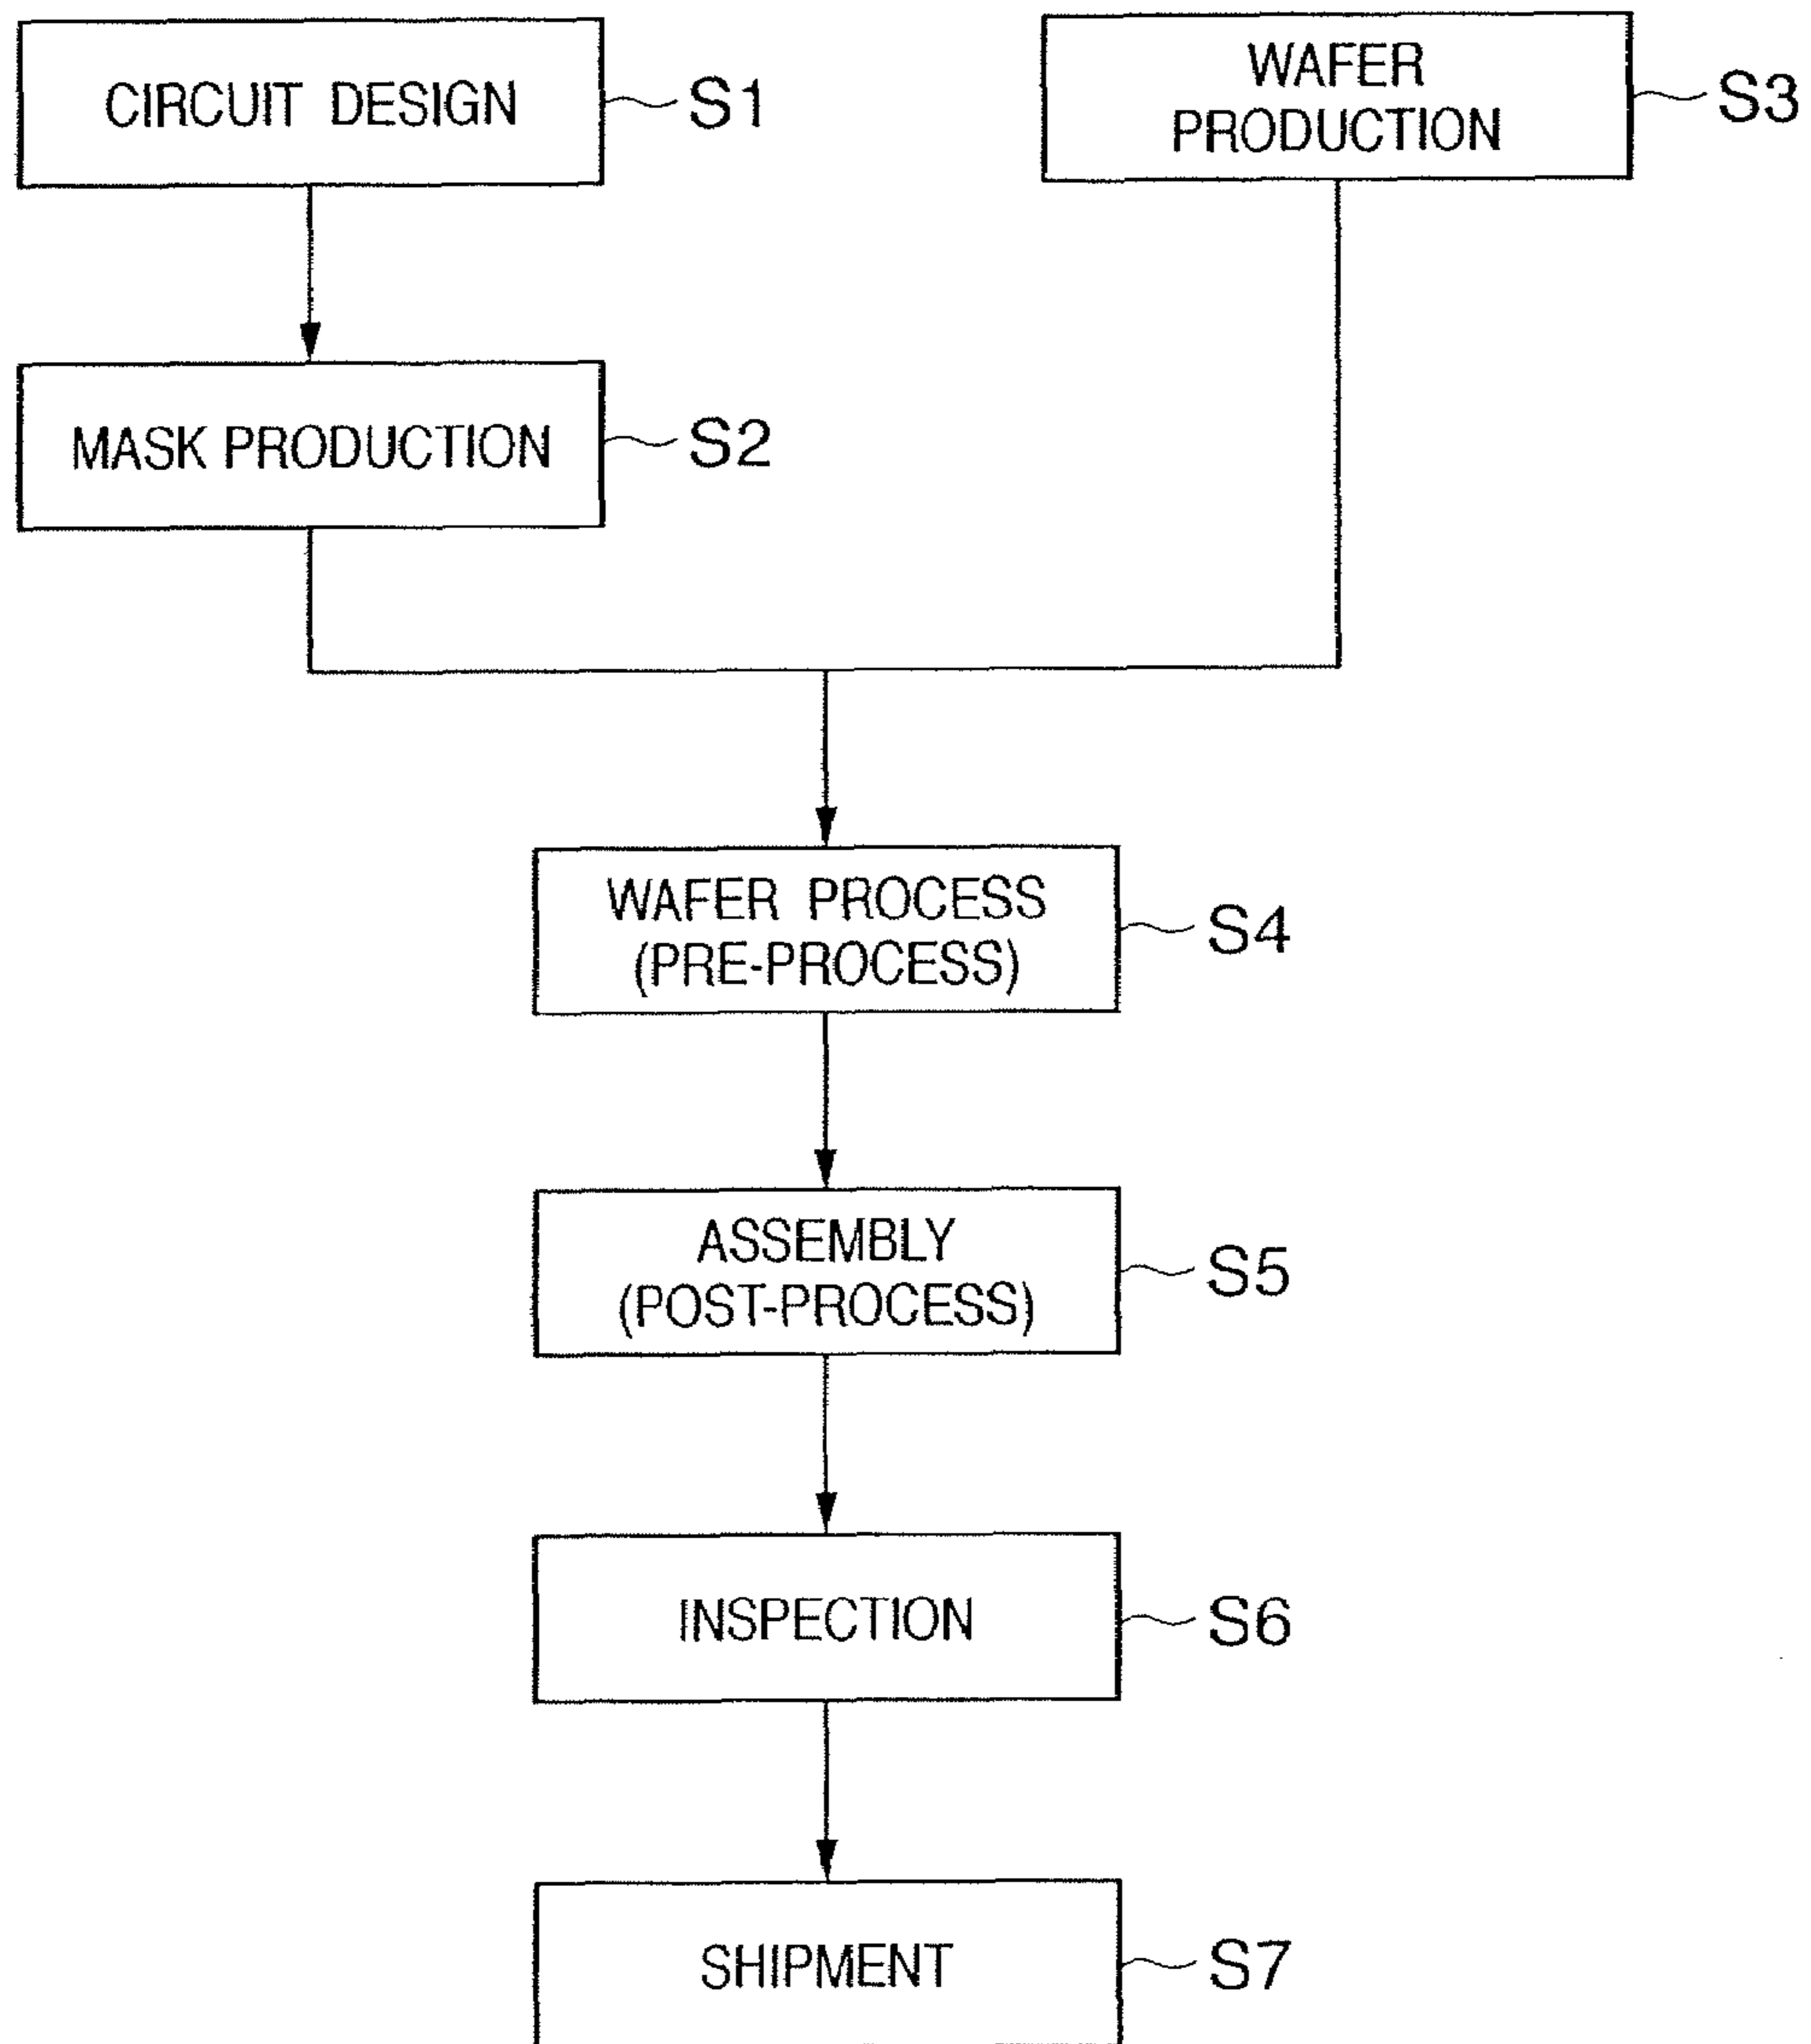 CIRCUIT DESIGN
S1
WAFER
PRODUCTION
S3
MASK PRODUCTION
S2
WAFER PROCESS
(PRE-PROCESS)
S4
ASSEMBLY
(POST-PROCESS)
S5
INSPECTION
S6
SHIPMENT
S7